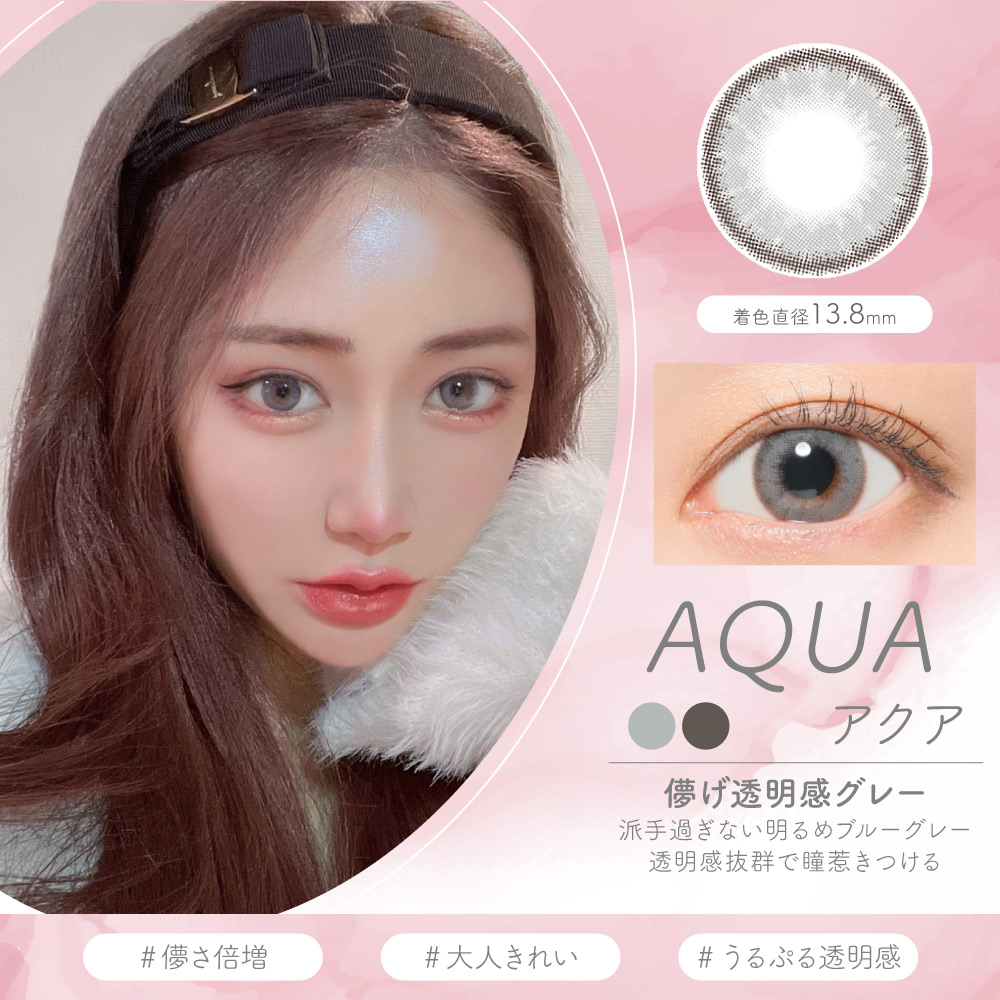 着色直径13.8mm
AQUA
アクア
儚げ透明感グレー
派手過ぎない明るめブルーグレー
透明感抜群で瞳惹きつける
#儚さ倍増
#大人きれい
#うるぷる透明感